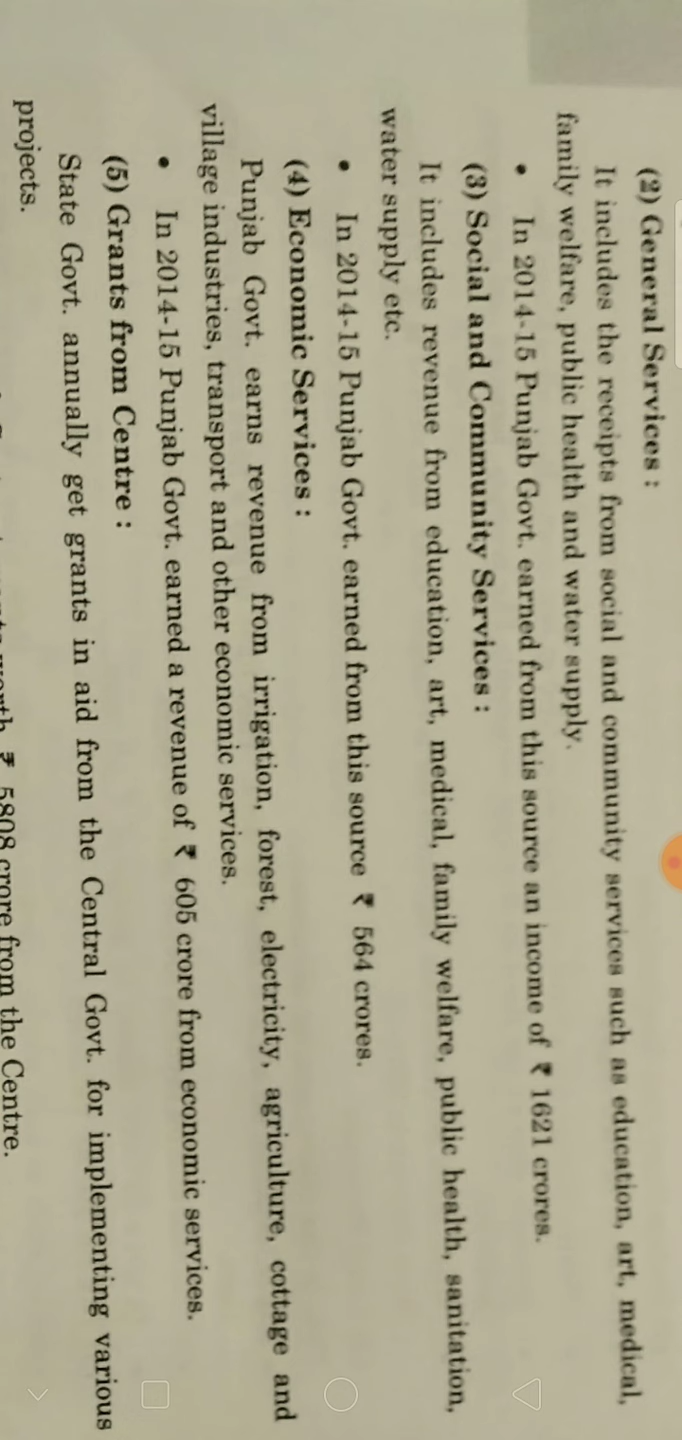 (2) General Services :
It includes the receipts from social and community services such as education, art, medical,
family welfare, public health and water supply.
• In 2014-15 Punjab Govt. earned from this source an income of ₹ 1621 crores.
(3) Social and Community Services :
It includes revenue from education, art, medical, family welfare, public health, sanitation,
water supply etc.
• In 2014-15 Punjab Govt. earned from this source ₹ 564 crores.
(4) Economic Services :
Punjab Govt. earns revenue from irrigation, forest, electricity, agriculture, cottage and
village industries, transport and other economic services.
• In 2014-15 Punjab Govt. earned a revenue of ₹ 605 crore from economic services.
(5) Grants from Centre :
State Govt. annually get grants in aid from the Central Govt. for implementing various
projects.
worth ₹ 5808 crore from the Centre.